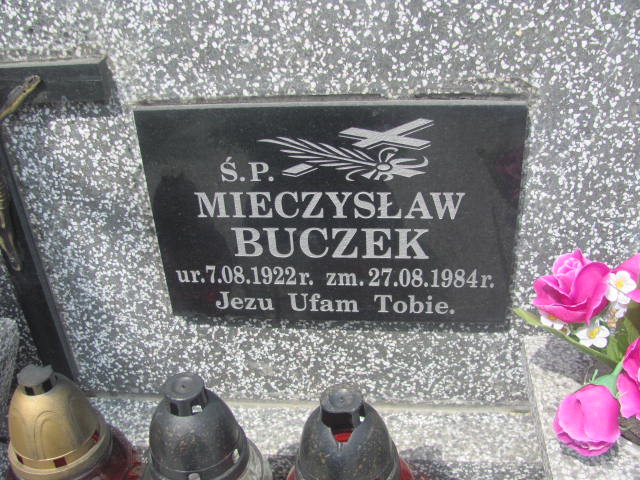 Ś.P.
MIECZYSŁAW
BUCZEK
ur.7.08.1922r. zm. 27.08.1984r.
Jezu Ufam Tobie.